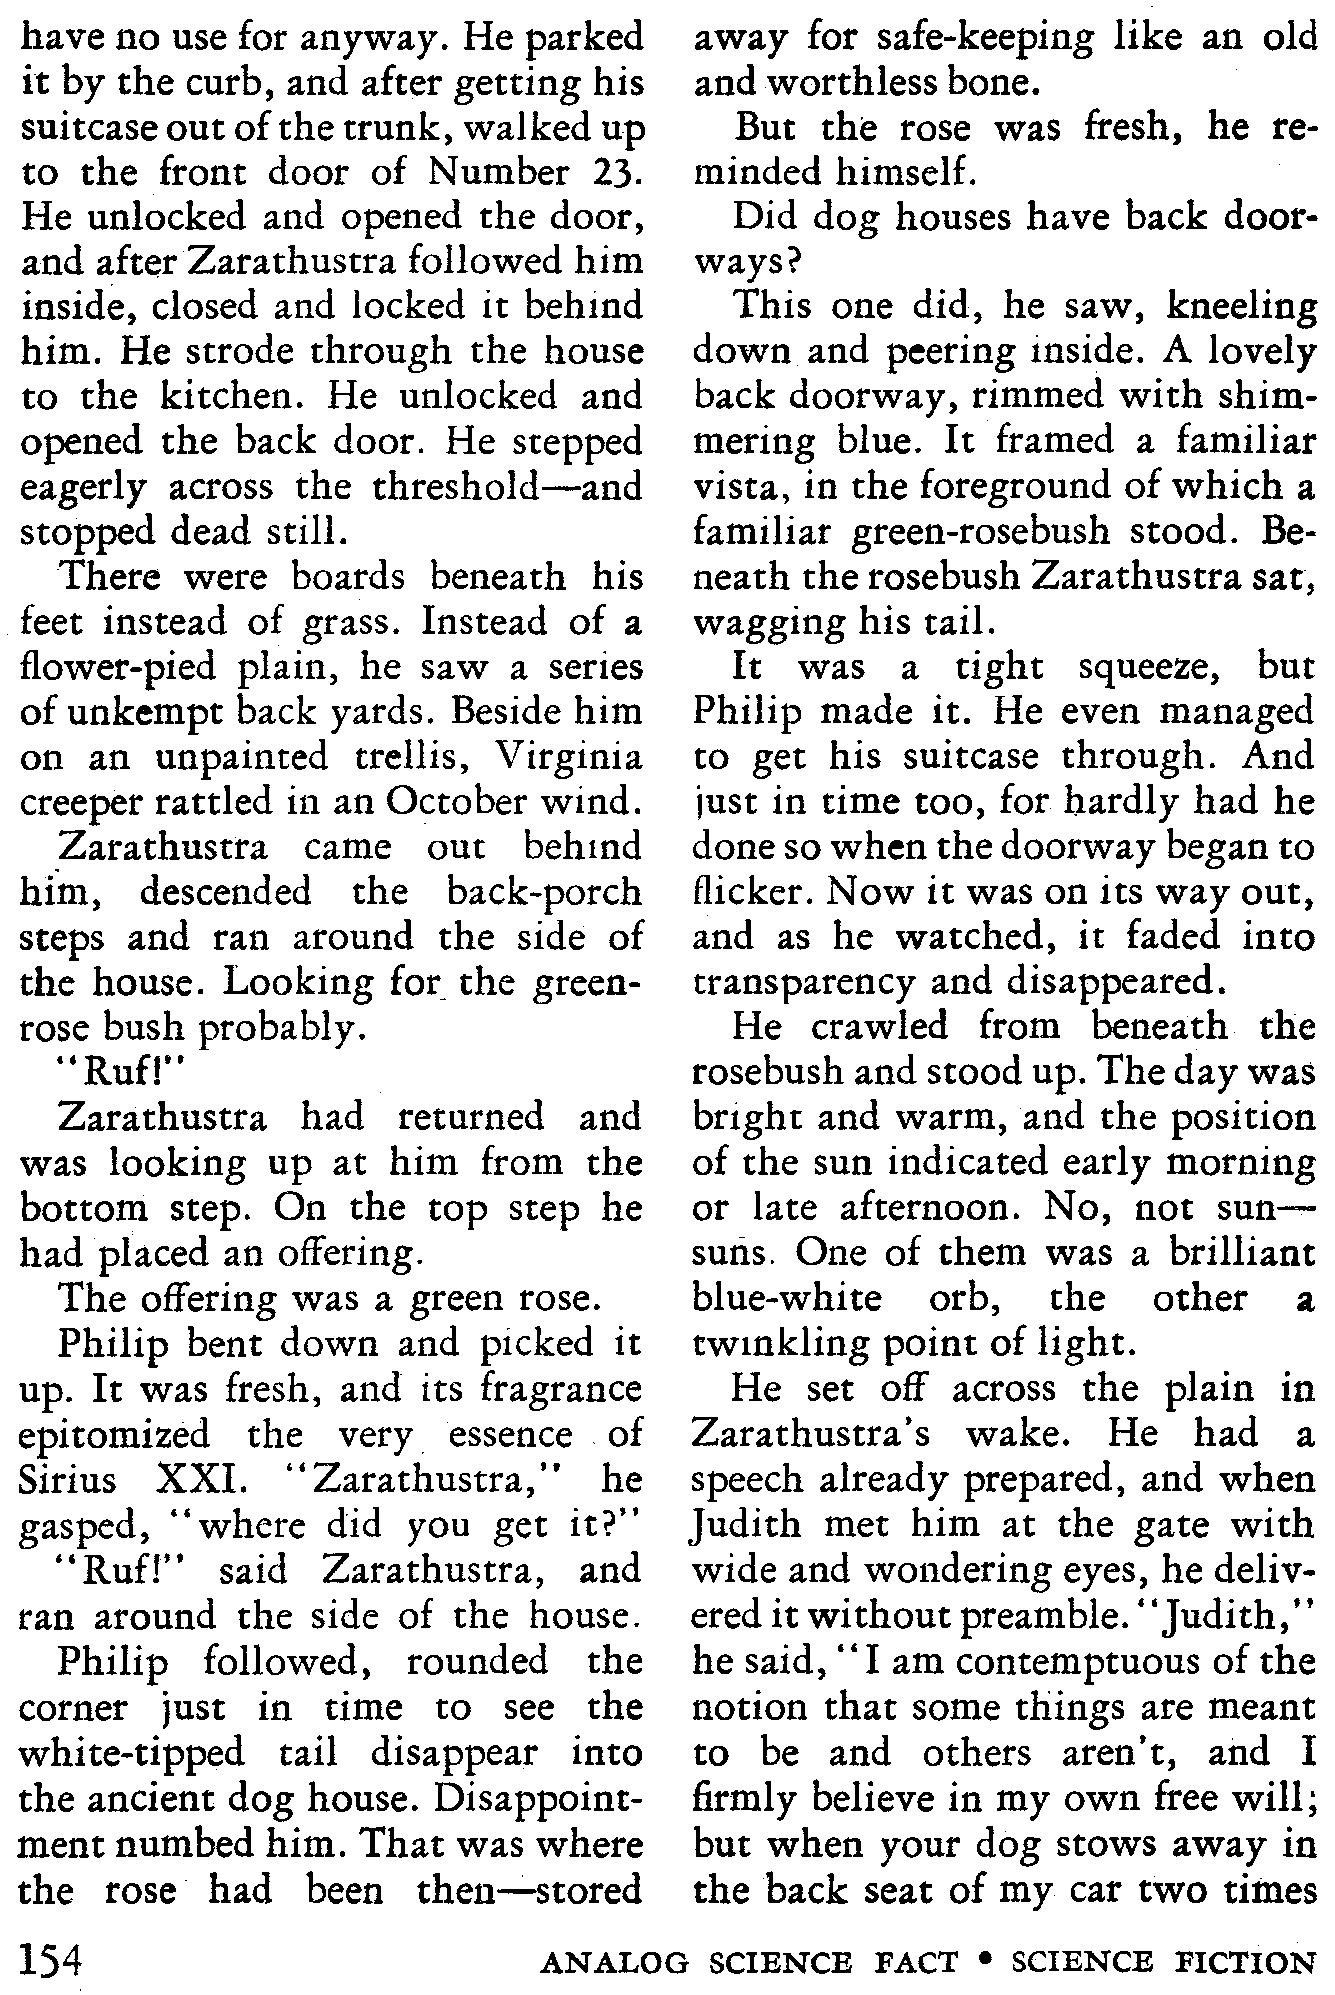 have no use for anyway. He parked
it by the curb, and after getting his
suitcase out of the trunk, walked up
to the front door of Number 23.
He unlocked and opened the door,
and after Zarathustra followed him
inside, closed and locked it behind
him. He strode through the house
to the kitchen. He unlocked and
opened the back door. He stepped
eagerly across the threshold—and
stopped dead still.
There were boards beneath his
feet instead of grass. Instead of a
flower-pied plain, he saw a series
of unkempt back yards. Beside him
on an unpainted trellis, Virginia
creeper rattled in an October wind.
Zarathustra came out behind
him, descended the back-porch
steps and ran around the side of
the house. Looking for the green-
rose bush probably.
"Ruf!"
Zarathustra had returned and
was looking up at him from the
bottom step. On the top step he
had placed an offering.
The offering was a green rose.
Philip bent down and picked it
up. It was fresh, and its fragrance
epitomized the very essence of
Sirius XXI. "Zarathustra," he
gasped, "where did you get it?"
"Ruf!" said Zarathustra, and
ran around the side of the house.
Philip followed, rounded the
corner just in time to see the
white-tipped tail disappear into
the ancient dog house. Disappoint-
ment numbed him. That was where
the rose had been then—stored
away for safe-keeping like an old
and worthless bone.
But the rose was fresh, he re-
minded himself.
Did dog houses have back door-
ways?
This one did, he saw, kneeling
down and peering inside. A lovely
back doorway, rimmed with shim-
mering blue. It framed a familiar
vista, in the foreground of which a
familiar green-rosebush stood. Be-
neath the rosebush Zarathustra sat,
wagging his tail.
It was a tight squeeze, but
Philip made it. He even managed
to get his suitcase through. And
just in time too, for hardly had he
done so when the doorway began to
flicker. Now it was on its way out,
and as he watched, it faded into
transparency and disappeared.
He crawled from beneath the
rosebush and stood up. The day was
bright and warm, and the position
of the sun indicated early morning
or late afternoon. No, not sun—
suns. One of them was a brilliant
blue-white orb, the other a
twinkling point of light.
He set off across the plain in
Zarathustra's wake. He had a
speech already prepared, and when
Judith met him at the gate with
wide and wondering eyes, he deliv-
ered it without preamble. "Judith,"
he said, "I am contemptuous of the
notion that some things are meant
to be and others aren't, and I
firmly believe in my own free will;
but when your dog stows away in
the back seat of my car two times
154
ANALOG SCIENCE FACT • SCIENCE FICTION